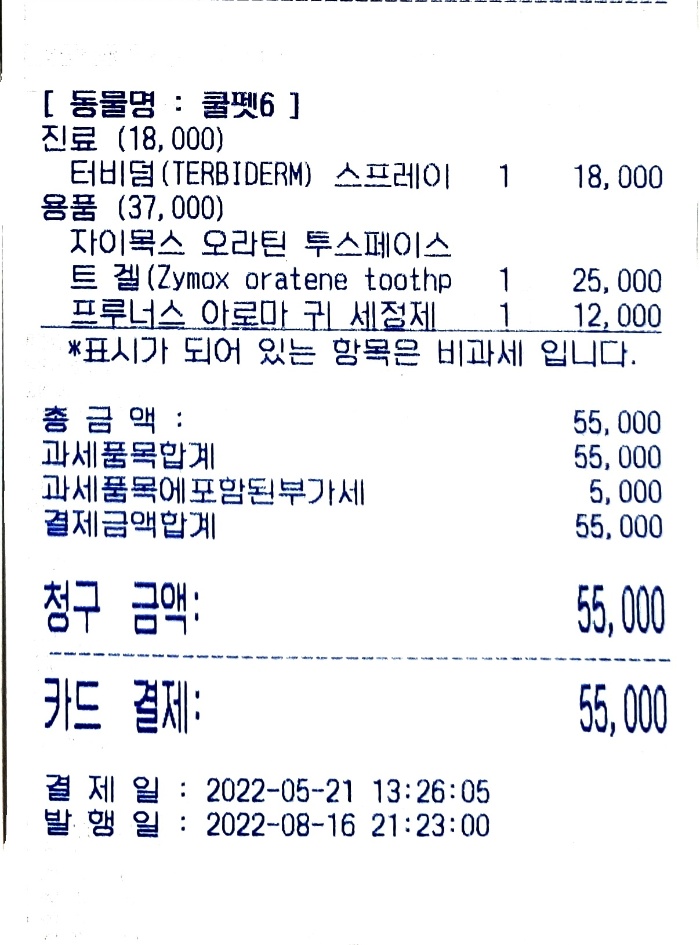 [ 동물명 : 쿨펫6 ]
진료 (18,000)
터비덤(TERBIDERM) 스프레이 1 18,000
용품 (37,000)
자이목스 오라틴 투스페이스
트 겔(Zymox oratene toothp 1 25,000
프루너스 아로마 귀 세정제 1 12,000
*표시가 되어 있는 항목은 비과세 입니다.
총 금 액 : 55,000
과세품목합계 55,000
과세품목에포함된부가세 5,000
결제금액합계 55,000
청구 금액: 55,000
카드 결제: 55,000
결 제 일 : 2022-05-21 13:26:05
발 행 일 : 2022-08-16 21:23:00